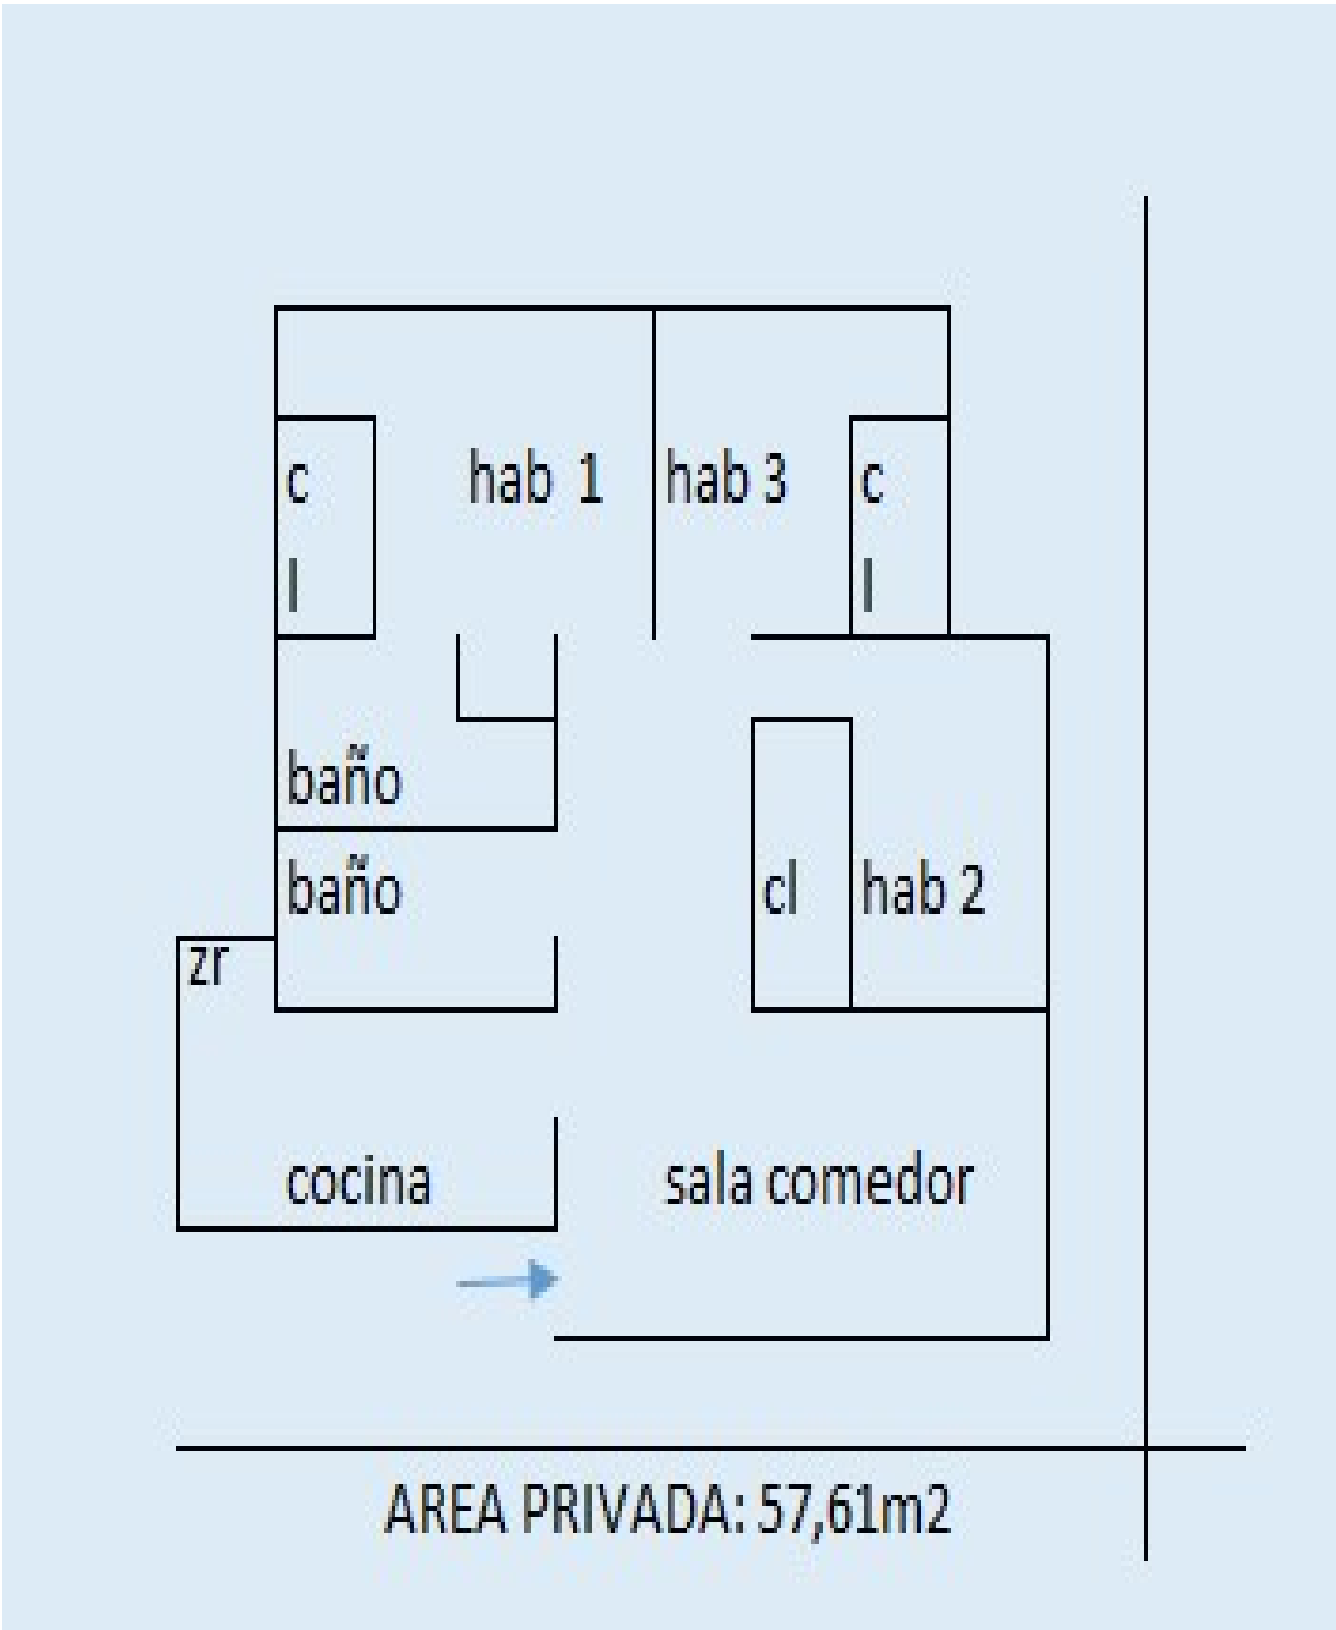 c
l
hab 1
hab 3
c
l
baño
baño
cl
hab 2
zr
cocina
sala comedor
AREA PRIVADA: 57,61m2